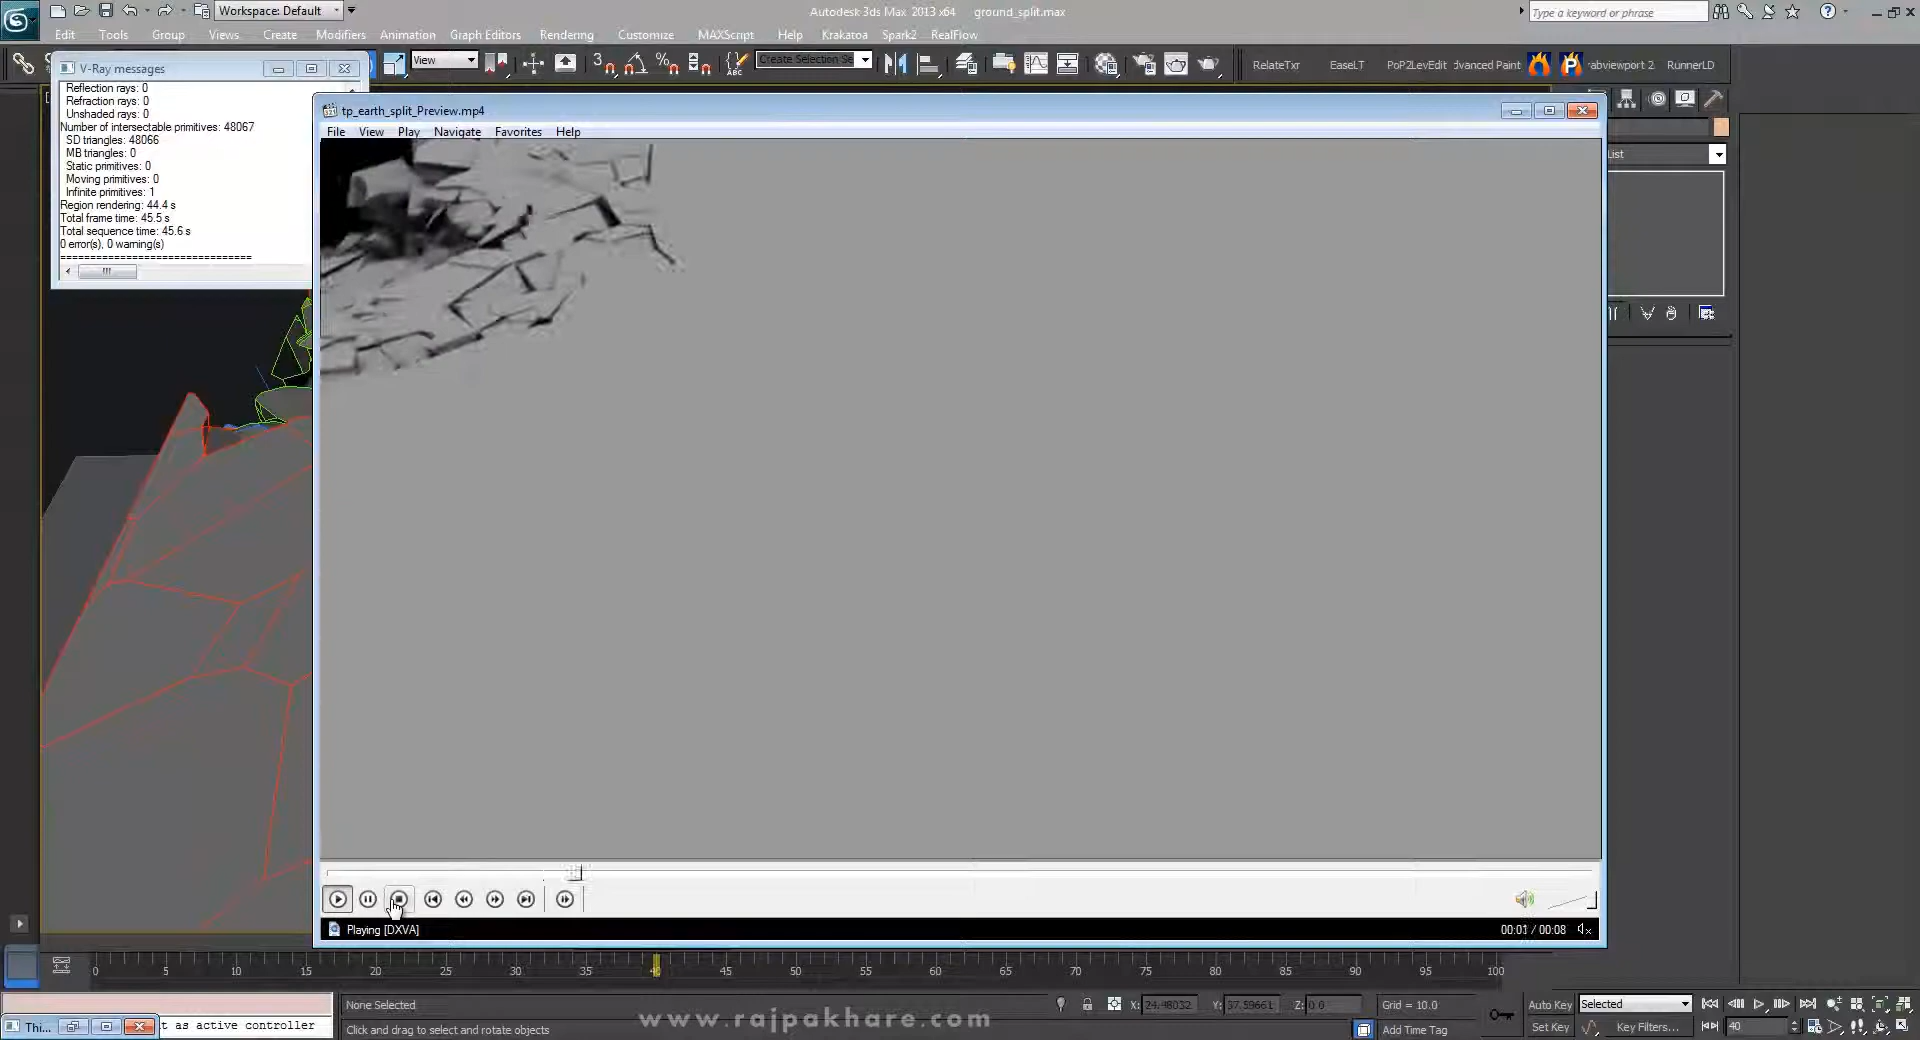 Workspace: Default
Autodesk 3ds Max 2013 x64 ground_split.max
Type a keyword or phrase
Edit Tools Group Views Create Modifiers Animation Graph Editors Rendering Customize MAXScript Help Krakatoa Spark2 RealFlow
View
Create Selection Se
RelateTxr EaseLT PoP2LevEdit dvanced Paint abviewport 2 RunnerLD
V-Ray messages
Reflection rays: 0
Refraction rays: 0
Unshaded rays: 0
Number of intersectable primitives: 48067
SD triangles: 48066
MB triangles: 0
Static primitives: 0
Moving primitives: 0
Infinite primitives: 1
Region rendering: 44.4 s
Total frame time: 45.5 s
Total sequence time: 45.6 s
0 error(s), 0 warning(s)
================================
tp_earth_split_Preview.mp4
File View Play Navigate Favorites Help
List
Playing [DXVA]
00:01 / 00:08
0 5 10 15 20 25 30 35 40 45 50 55 60 65 70 75 80 85 90 95 100
None Selected
X: 24.48032 Y: 37.59661 Z: 0.0
Grid = 10.0
Auto Key Selected
Thi...
t as active controller
Click and drag to select and rotate objects
www.rajpakhare.com
Add Time Tag
Set Key Key Filters...
40